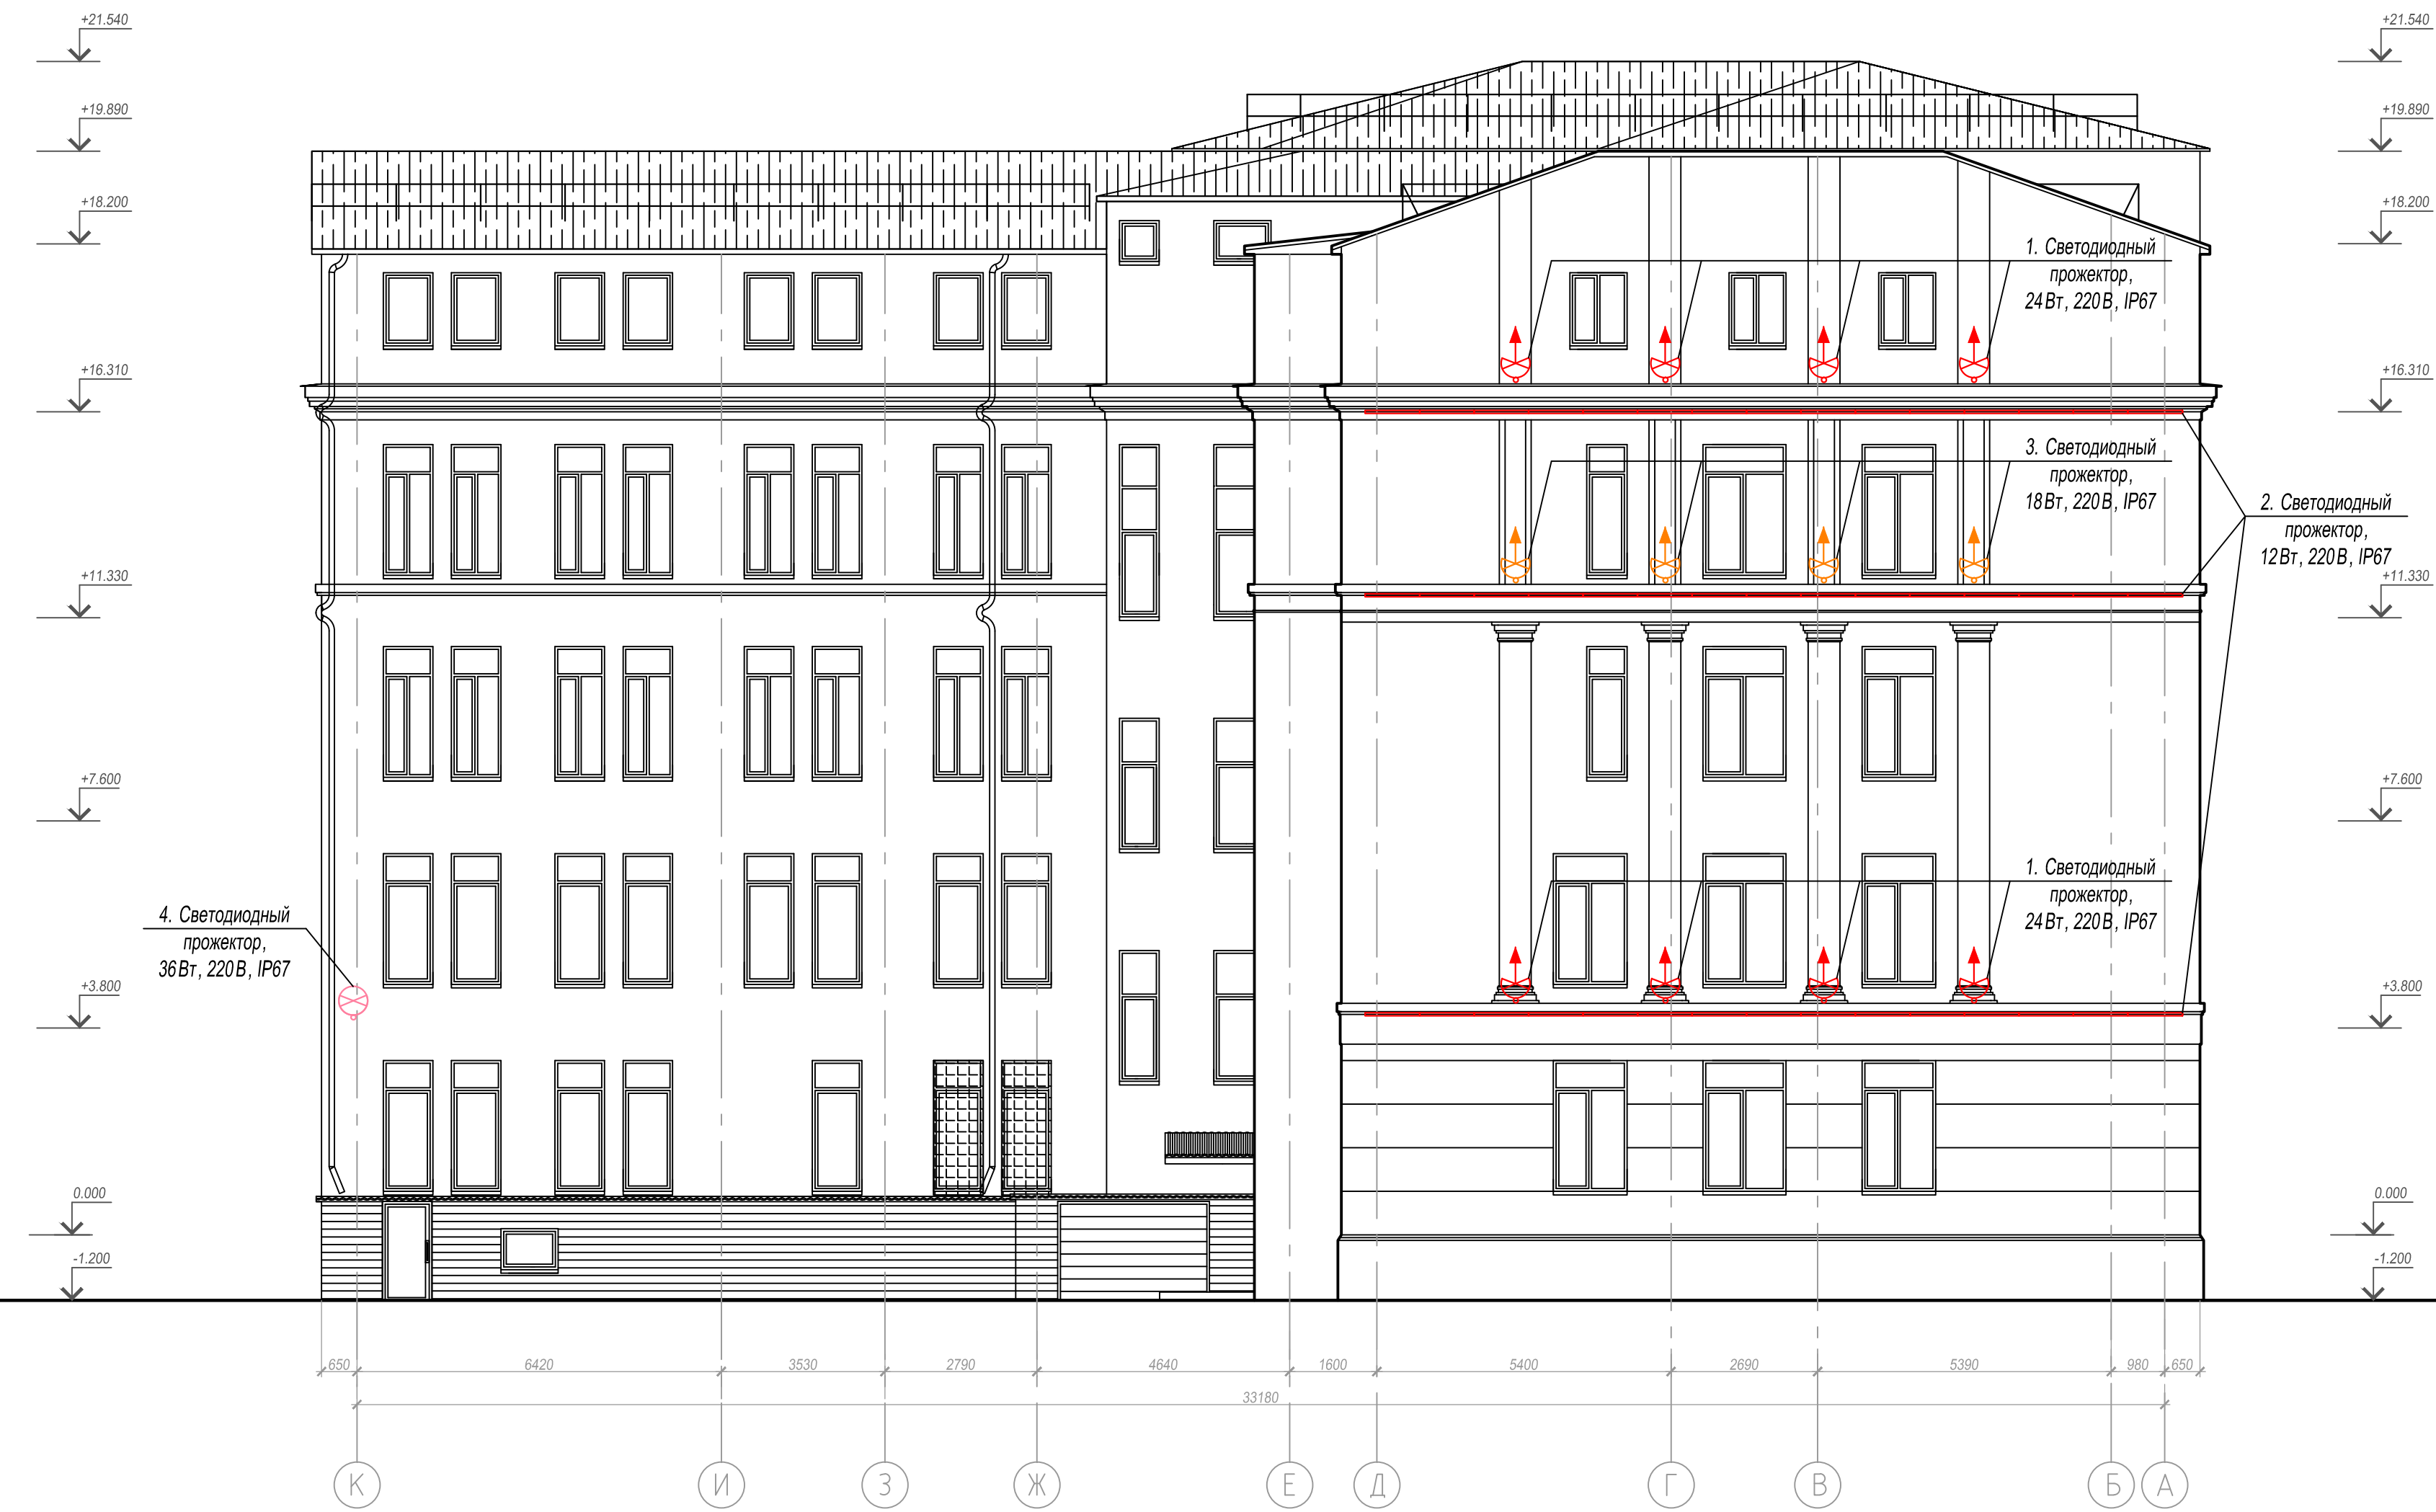 +21.540
+21.540
+19.890
+19.890
+18.200
+18.200
1. Светодиодный
прожектор,
24Вт, 220В, IP67
+16.310
+16.310
3. Светодиодный
прожектор,
18Вт, 220В, IP67
2. Светодиодный
прожектор,
12Вт, 220В, IP67
+11.330
+11.330
+7.600
+7.600
1. Светодиодный
прожектор,
24Вт, 220В, IP67
4. Светодиодный
прожектор,
36Вт, 220В, IP67
+3.800
+3.800
0.000
0.000
-1.200
-1.200
650 6420 3530 2790 4640 1600 5400 2690 5390 980 650
33180
К И З Ж Е Д Г В Б А